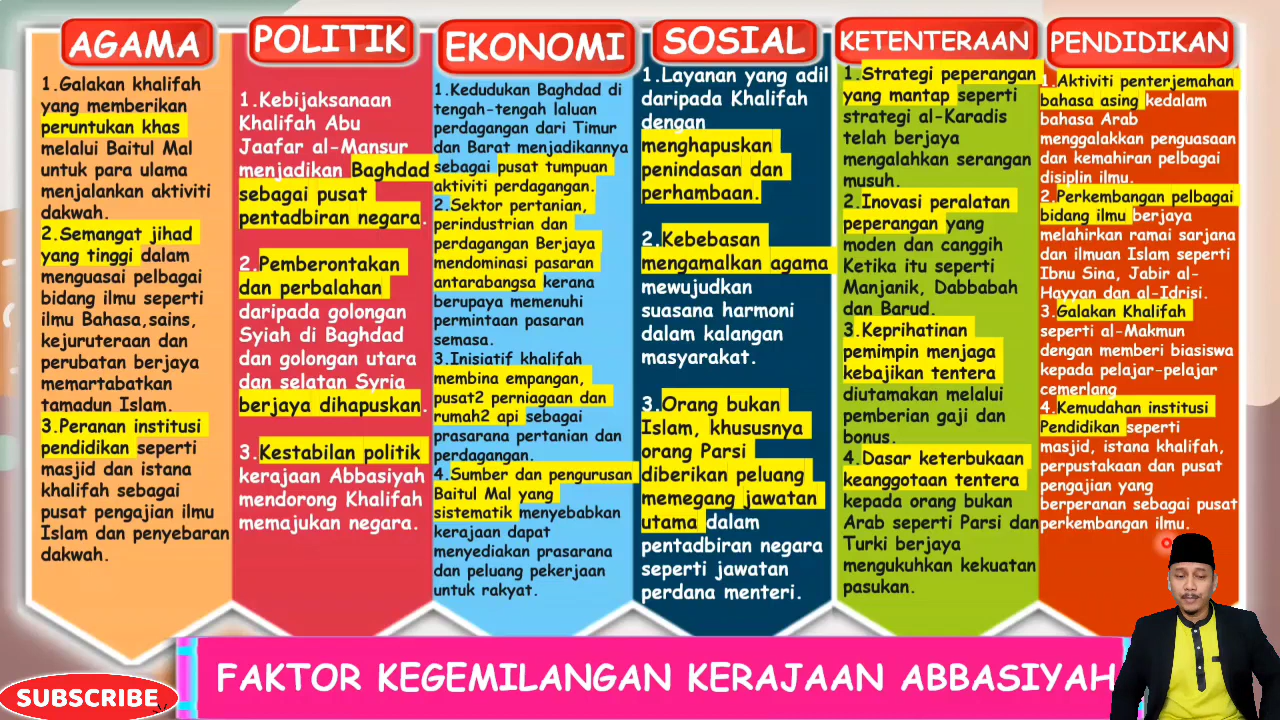 AGAMA
1.Galakan khalifah
yang memberikan
peruntukan khas
melalui Baitul Mal
untuk para ulama
menjalankan aktiviti
dakwah.
2.Semangat jihad
yang tinggi dalam
menguasai pelbagai
bidang ilmu seperti
ilmu Bahasa,sains,
kejuruteraan dan
perubatan berjaya
memartabatkan
tamadun Islam.
3.Peranan institusi
pendidikan seperti
masjid dan istana
khalifah sebagai
pusat pengajian ilmu
Islam dan penyebaran
dakwah.
POLITIK
1.Kebijaksanaan
Khalifah Abu
Jaafar al-Mansur
menjadikan Baghdad
sebagai pusat
pentadbiran negara.
2.Pemberontakan
dan perbalahan
daripada golongan
Syiah di Baghdad
dan golongan utara
dan selatan Syria
berjaya dihapuskan.
3.Kestabilan politik
kerajaan Abbasiyah
mendorong Khalifah
memajukan negara.
EKONOMI
1.Kedudukan Baghdad di
tengah-tengah laluan
perdagangan dari Timur
dan Barat menjadikannya
sebagai pusat tumpuan
aktiviti perdagangan.
2.Sektor pertanian,
perindustrian dan
perdagangan Berjaya
mendominasi pasaran
antarabangsa kerana
berupaya memenuhi
permintaan pasaran
semasa.
3.Inisiatif khalifah
membina empangan,
pusat2 perniagaan dan
rumah2 api sebagai
prasarana pertanian dan
perdagangan.
4.Sumber dan pengurusan
Baitul Mal yang
sistematik menyebabkan
kerajaan dapat
menyediakan prasarana
dan peluang pekerjaan
untuk rakyat.
SOSIAL
1.Layanan yang adil
daripada Khalifah
dengan
menghapuskan
penindasan dan
perhambaan.
2.Kebebasan
mengamalkan agama
mewujudkan
suasana harmoni
dalam kalangan
masyarakat.
3.Orang bukan
Islam, khususnya
orang Parsi
diberikan peluang
memegang jawatan
utama dalam
pentadbiran negara
seperti jawatan
perdana menteri.
KETENTERAAN
1.Strategi peperangan
yang mantap seperti
strategi al-Karadis
telah berjaya
mengalahkan serangan
musuh.
2.Inovasi peralatan
peperangan yang
moden dan canggih
Ketika itu seperti
Manjanik, Dabbabah
dan Barud.
3.Keprihatinan
pemimpin menjaga
kebajikan tentera
diutamakan melalui
pemberian gaji dan
bonus.
4.Dasar keterbukaan
keanggotaan tentera
kepada orang bukan
Arab seperti Parsi dan
Turki berjaya
mengukuhkan kekuatan
pasukan.
PENDIDIKAN
1.Aktiviti penterjemahan
bahasa asing kedalam
bahasa Arab
menggalakkan penguasaan
dan kemahiran pelbagai
disiplin ilmu.
2.Perkembangan pelbagai
bidang ilmu berjaya
melahirkan ramai sarjana
dan ilmuan Islam seperti
Ibnu Sina, Jabir al-
Hayyan dan al-Idrisi.
3.Galakan Khalifah
seperti al-Makmun
dengan memberi biasiswa
kepada pelajar-pelajar
cemerlang
4.Kemudahan institusi
Pendidikan seperti
masjid, istana khalifah,
perpustakaan dan pusat
pengajian yang
berperanan sebagai pusat
perkembangan ilmu.
FAKTOR KEGEMILANGAN KERAJAAN ABBASIYAH
SUBSCRIBE